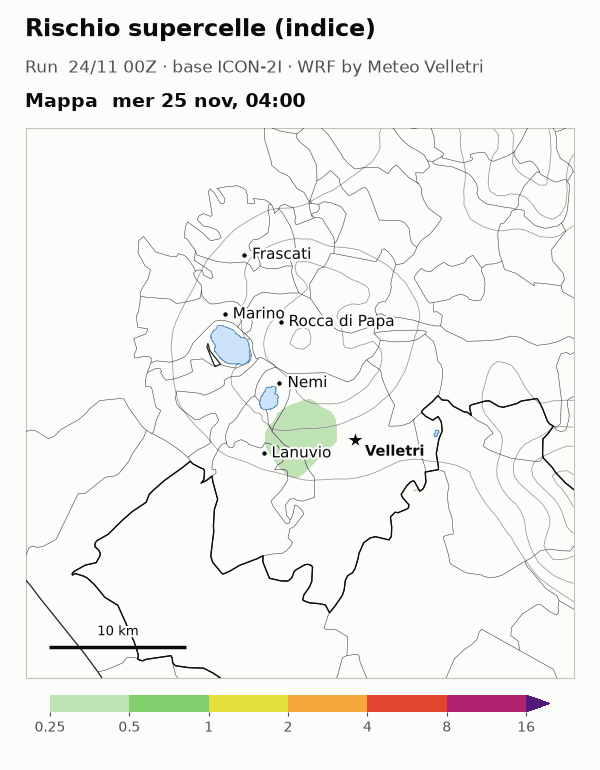 Rischio supercelle (indice)
Run  24/11 00Z · base ICON-2I · WRF by Meteo Velletri
Mappa  mer 25 nov, 04:00
Frascati
Marino
Rocca di Papa
Nemi
Velletri
Lanuvio
10 km
0.25 0.5 1 2 4 8 16